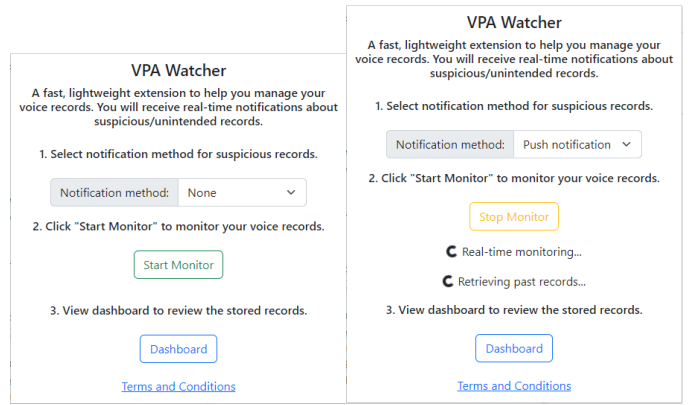 VPA Watcher
A fast, lightweight extension to help you manage your
voice records. You will receive real-time notifications about
suspicious/unintended records.
1. Select notification method for suspicious records.
Notification method: None
2. Click "Start Monitor" to monitor your voice records.
Start Monitor
3. View dashboard to review the stored records.
Dashboard
Terms and Conditions
VPA Watcher
A fast, lightweight extension to help you manage your
voice records. You will receive real-time notifications about
suspicious/unintended records.
1. Select notification method for suspicious records.
Notification method: Push notification
2. Click "Start Monitor" to monitor your voice records.
Stop Monitor
Real-time monitoring...
Retrieving past records...
3. View dashboard to review the stored records.
Dashboard
Terms and Conditions